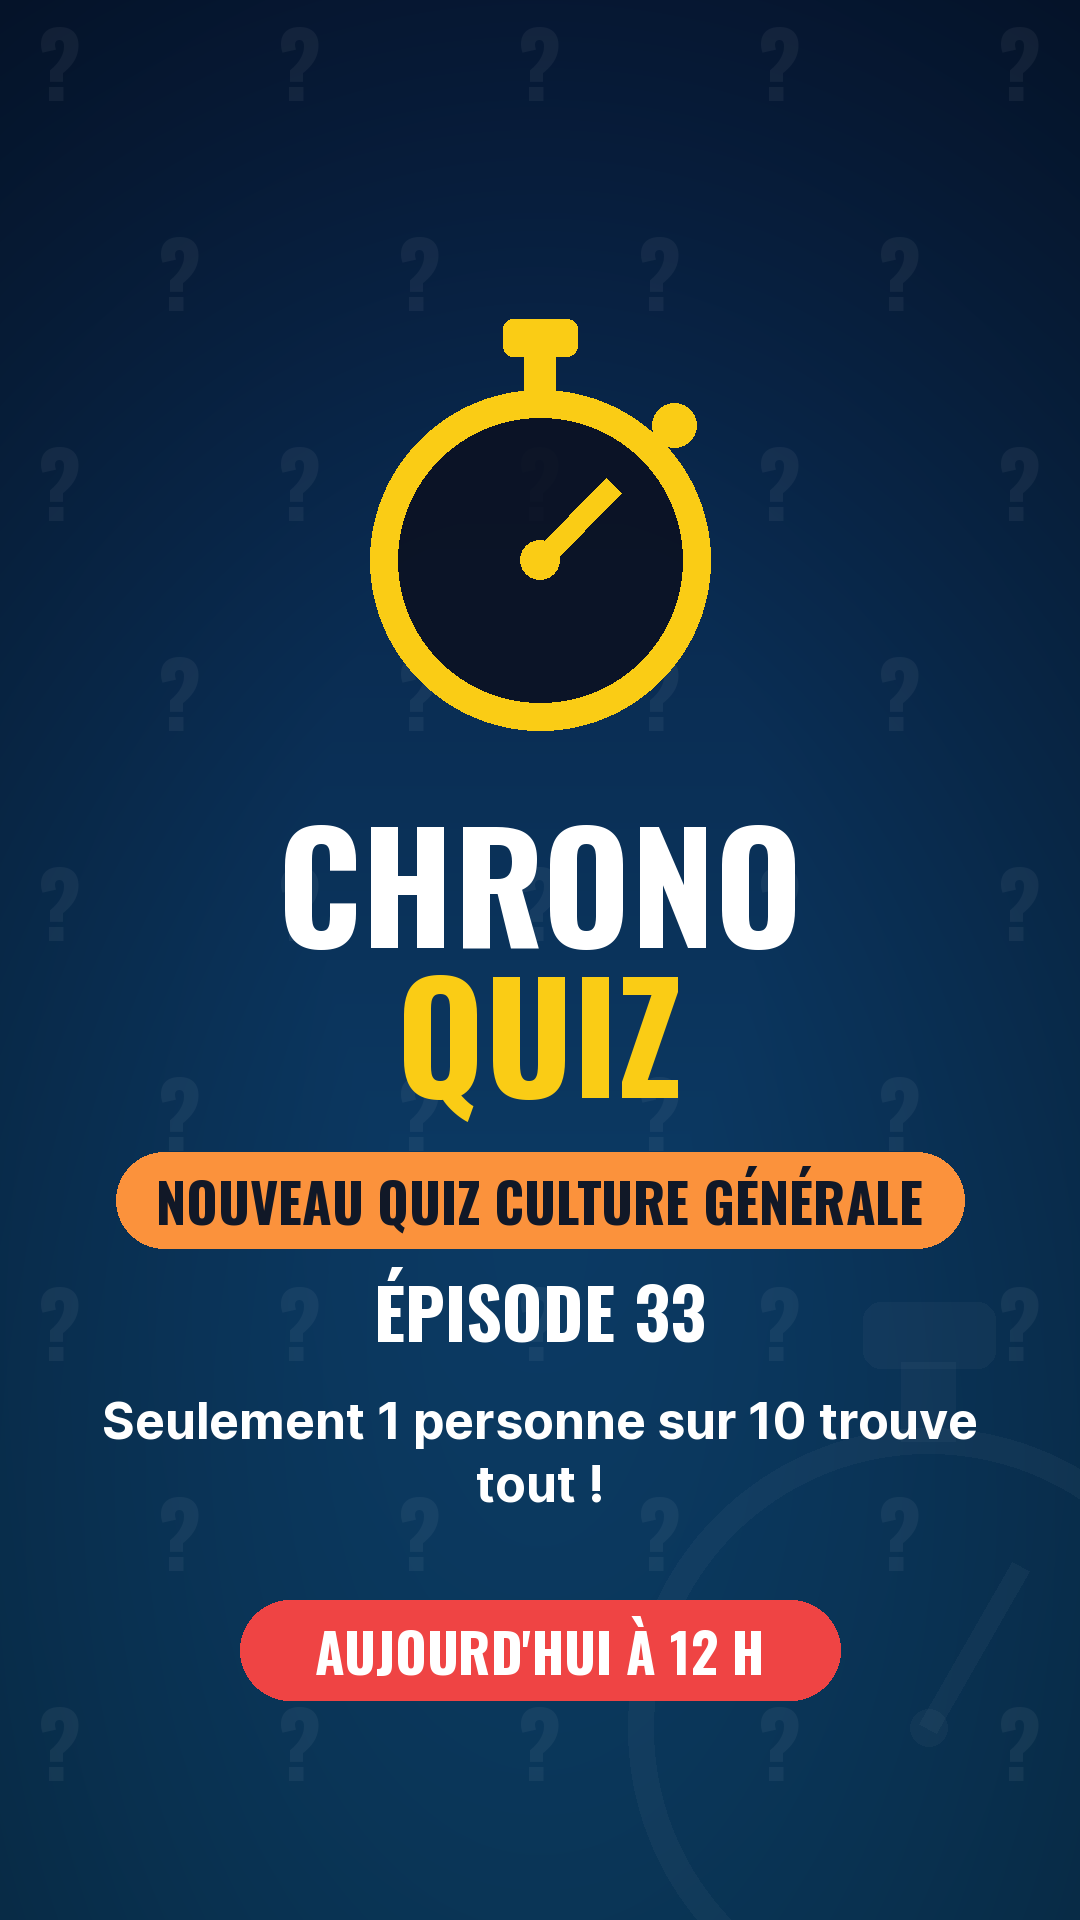 CHRONO
QUIZ
NOUVEAU QUIZ CULTURE GÉNÉRALE
ÉPISODE 33
Seulement 1 personne sur 10 trouve
tout !
AUJOURD'HUI À 12 H